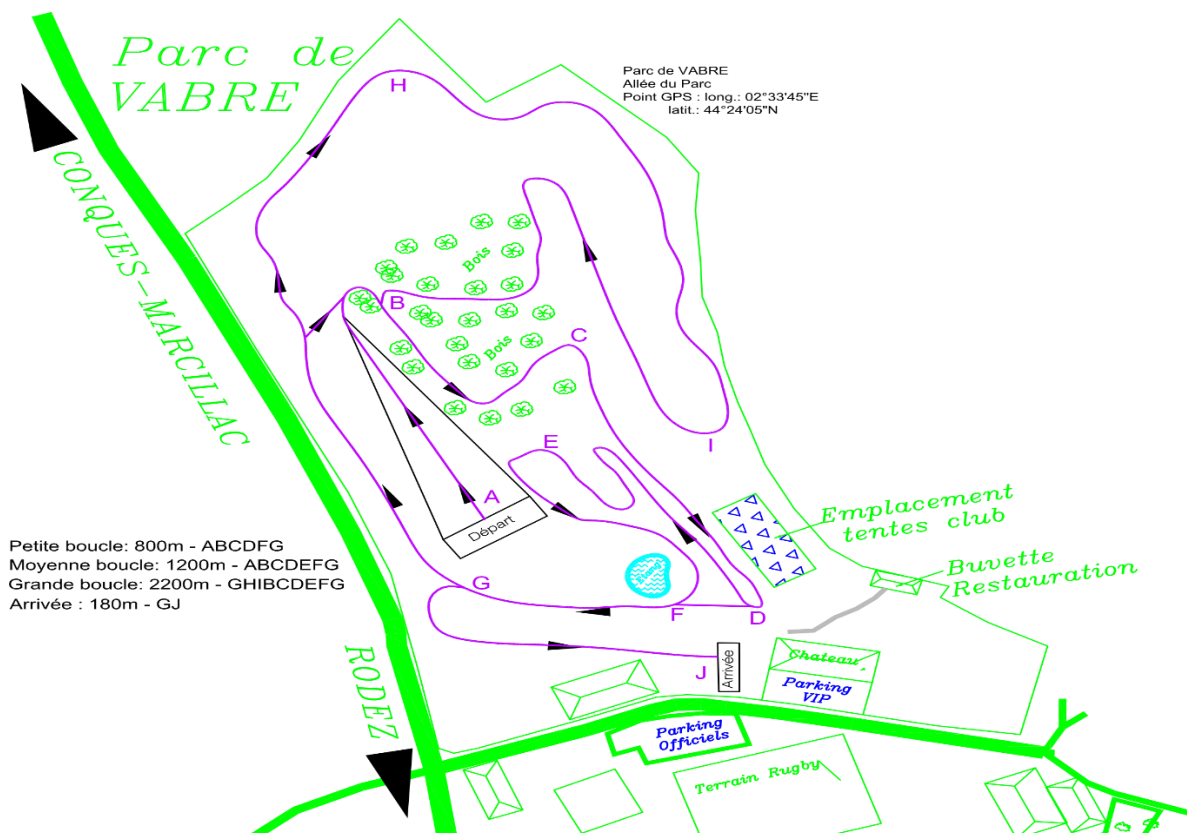 Parc de
VABRE
Parc de VABRE
Allée du Parc
Point GPS : long.: 02°33'45"E
latit.: 44°24'05"N
H
CONQUES-MARCILLAC
Bois
B
Bois
C
I
E
A
Départ
Emplacement
tentes club
Petite boucle: 800m - ABCDFG
Moyenne boucle: 1200m - ABCDEFG
Grande boucle: 2200m - GHIBCDEFG
Arrivée : 180m - GJ
Buvette
Restauration
G
F
D
RODEZ
J
Arrivée
Chateau
Parking
VIP
Parking
Officiels
Terrain Rugby